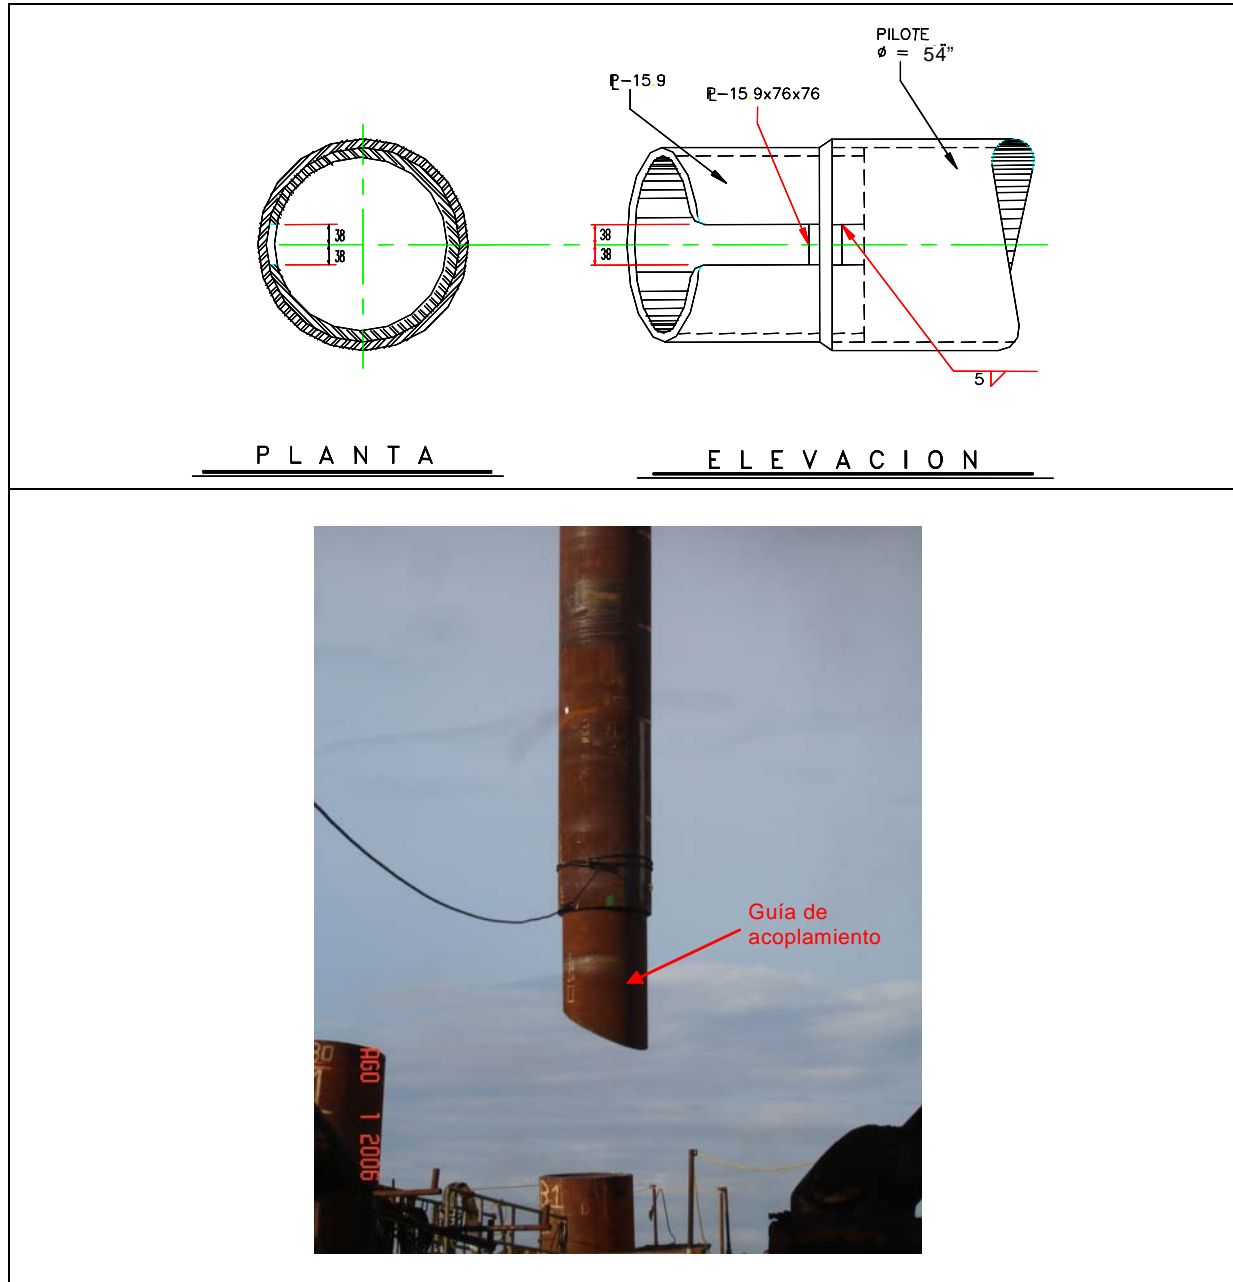 PILOTE
ø = 54"
PL-15.9
PL-15.9x76x76
38
38
38
38
5
PLANTA
ELEVACION
Guía de
acoplamiento
B1
AGO 1 2006